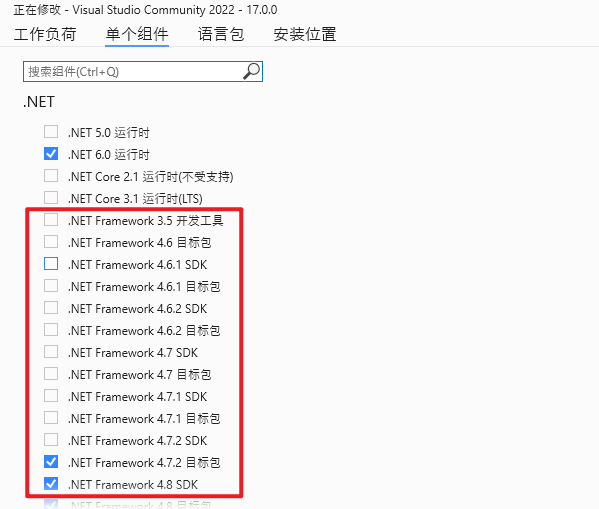 正在修改 - Visual Studio Community 2022 - 17.0.0
工作负荷 单个组件 语言包 安装位置
搜索组件(Ctrl+Q)
.NET
.NET 5.0 运行时
.NET 6.0 运行时
.NET Core 2.1 运行时(不受支持)
.NET Core 3.1 运行时(LTS)
.NET Framework 3.5 开发工具
.NET Framework 4.6 目标包
.NET Framework 4.6.1 SDK
.NET Framework 4.6.1 目标包
.NET Framework 4.6.2 SDK
.NET Framework 4.6.2 目标包
.NET Framework 4.7 SDK
.NET Framework 4.7 目标包
.NET Framework 4.7.1 SDK
.NET Framework 4.7.1 目标包
.NET Framework 4.7.2 SDK
.NET Framework 4.7.2 目标包
.NET Framework 4.8 SDK
.NET Framework 4.8 目标包